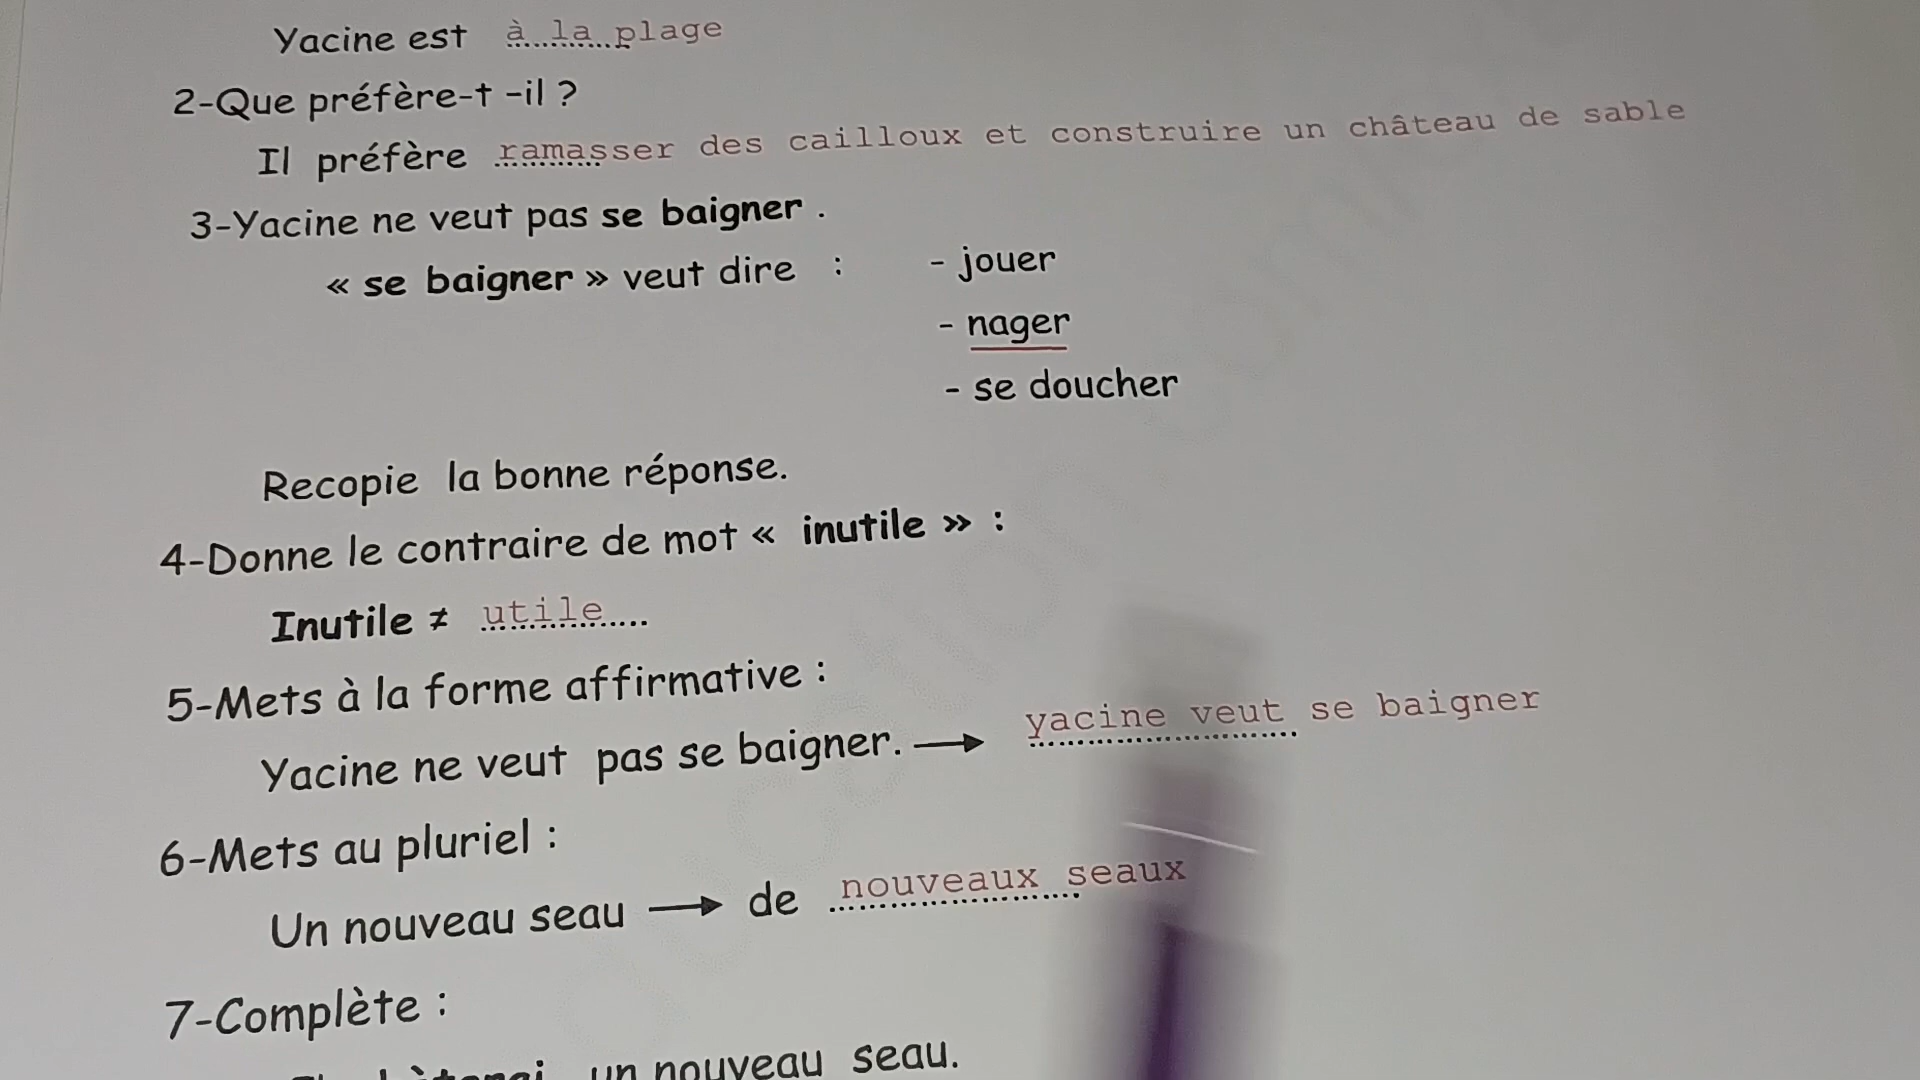 Yacine est à la plage
2-Que préfère-t -il ?
Il préfère ramasser des cailloux et construire un château de sable
3-Yacine ne veut pas se baigner .
« se baigner » veut dire : - jouer
- nager
- se doucher
Recopie la bonne réponse.
4-Donne le contraire de mot « inutile » :
Inutile ≠ utile.....
5-Mets à la forme affirmative :
Yacine ne veut pas se baigner. → yacine veut se baigner
6-Mets au pluriel :
Un nouveau seau → de nouveaux seaux
7-Complète :
un nouveau seau.